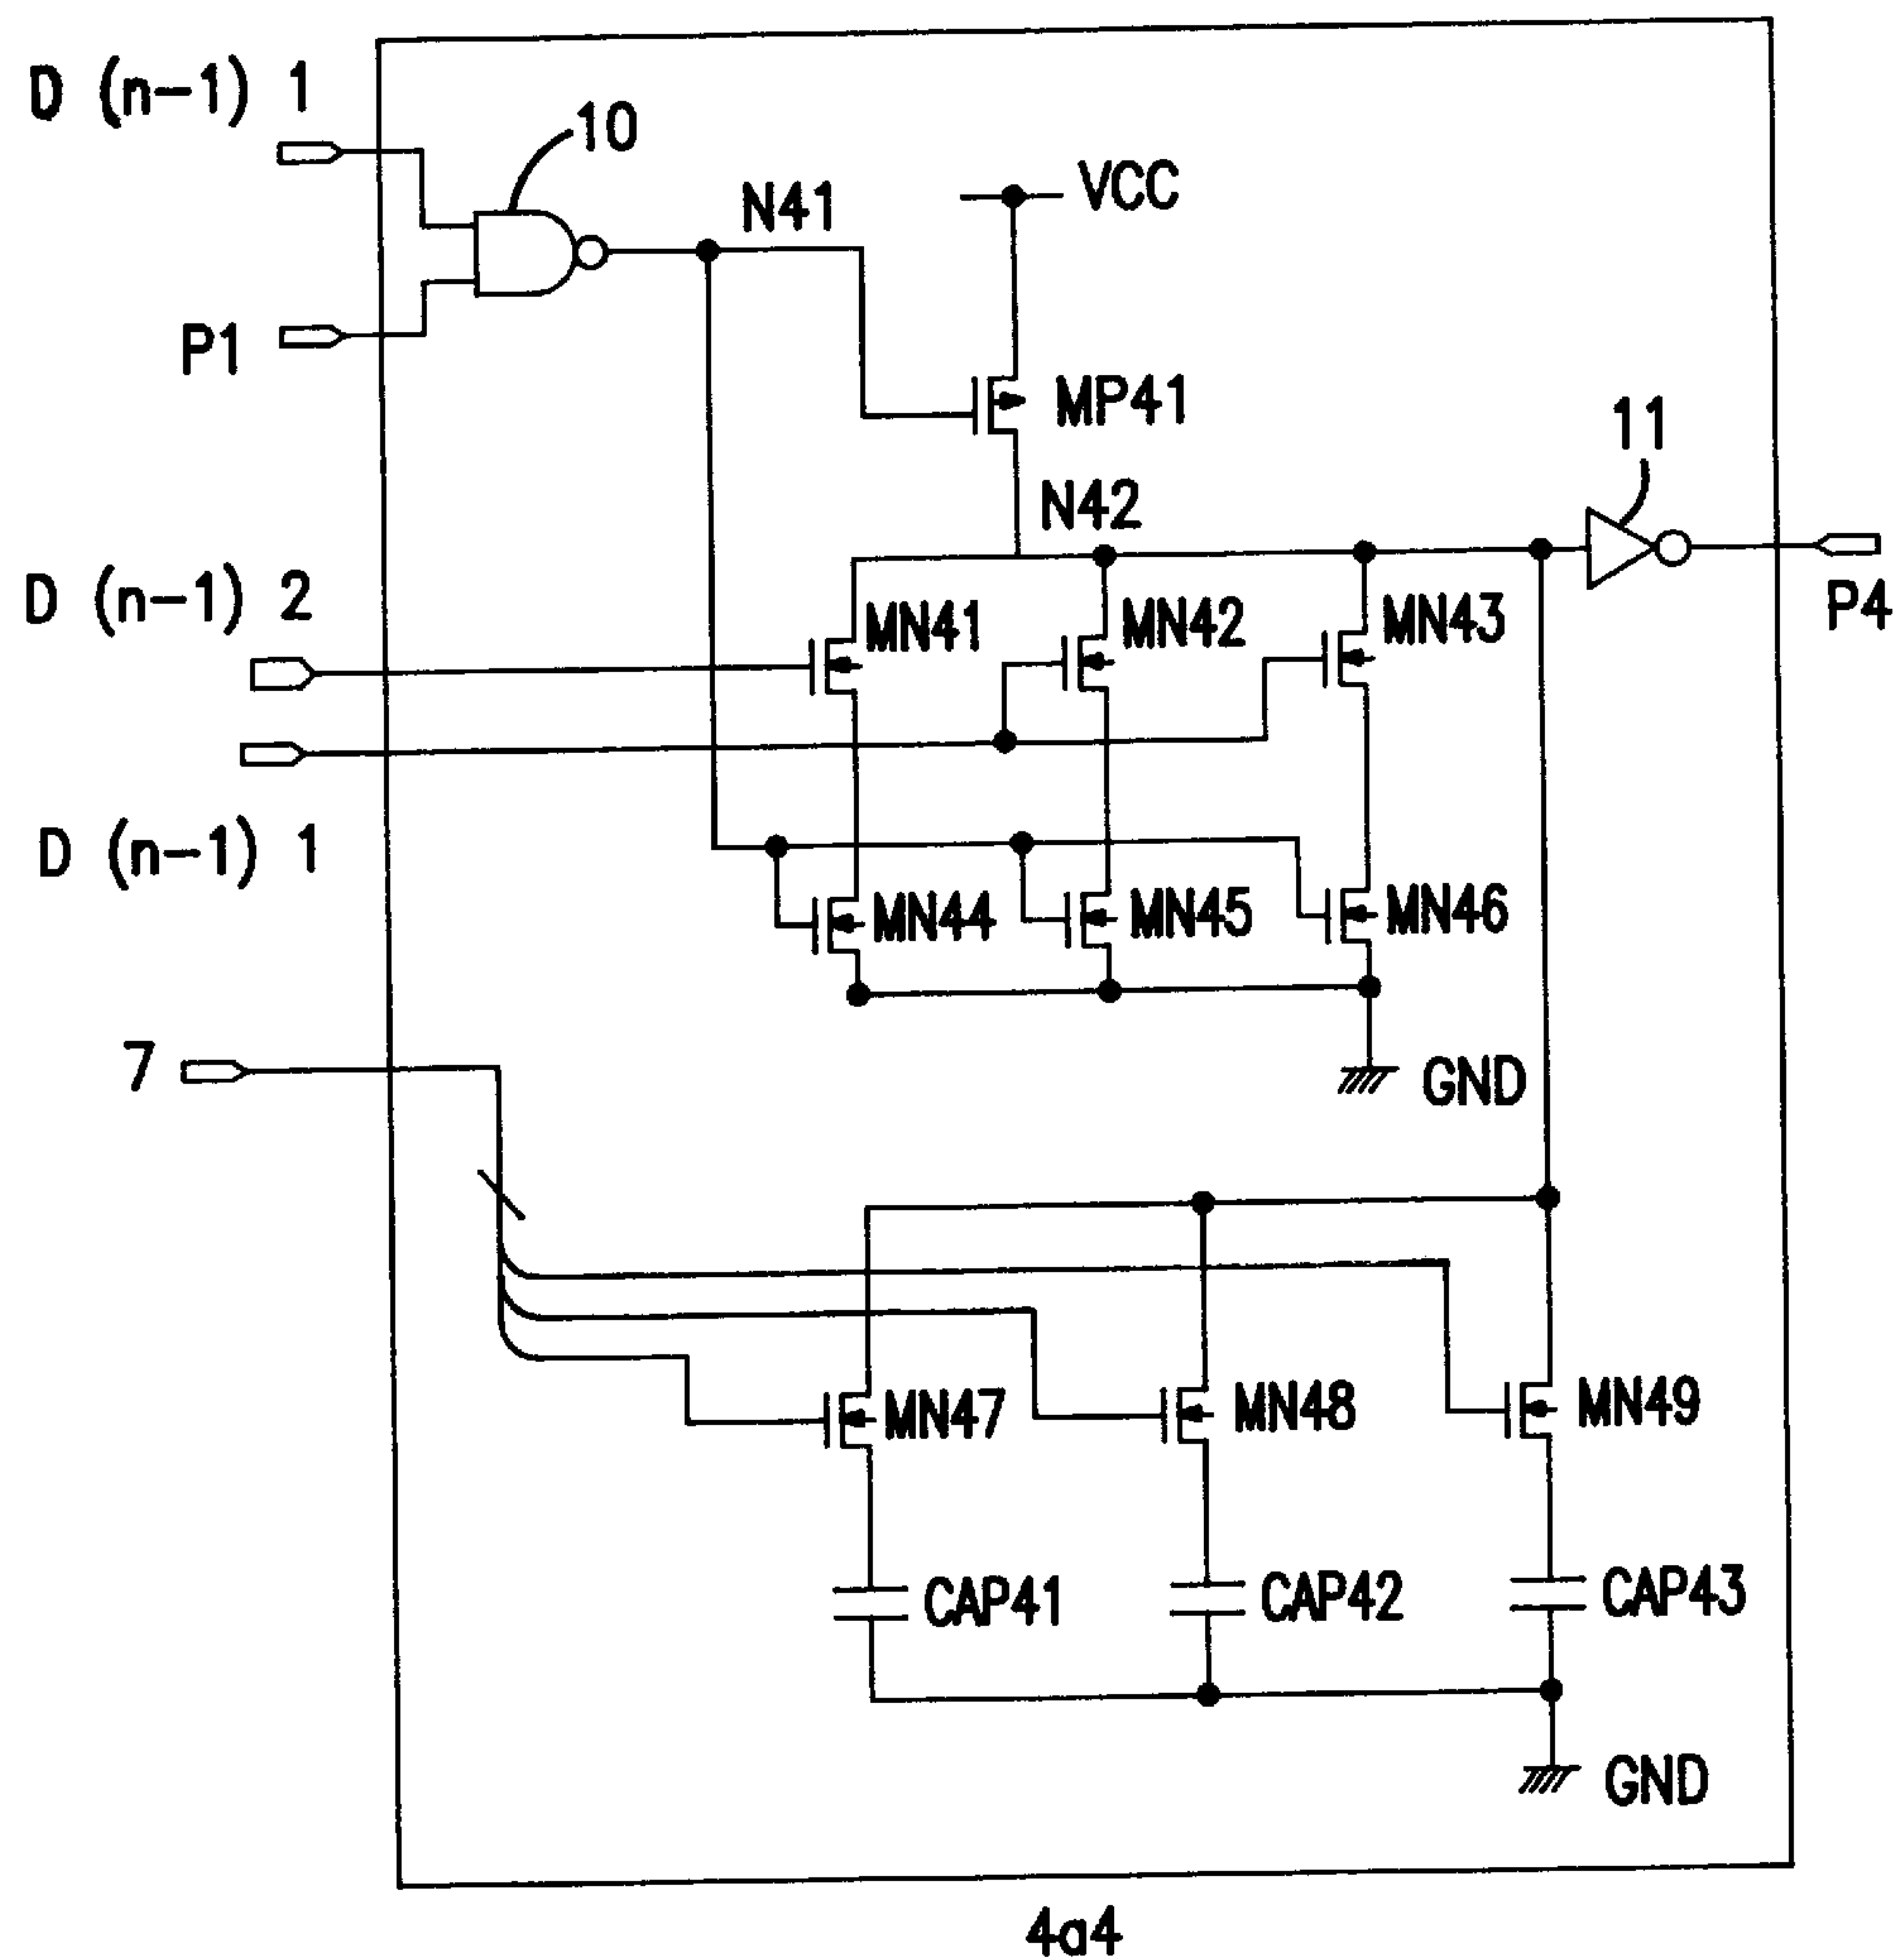 D (n-1) 1
10
N41
VCC
P1
MP41
11
N42
D (n-1) 2
MN41
MN42
MN43
P4
D (n-1) 1
MN44
MN45
MN46
7
GND
MN47
MN48
MN49
CAP41
CAP42
CAP43
GND
4a4